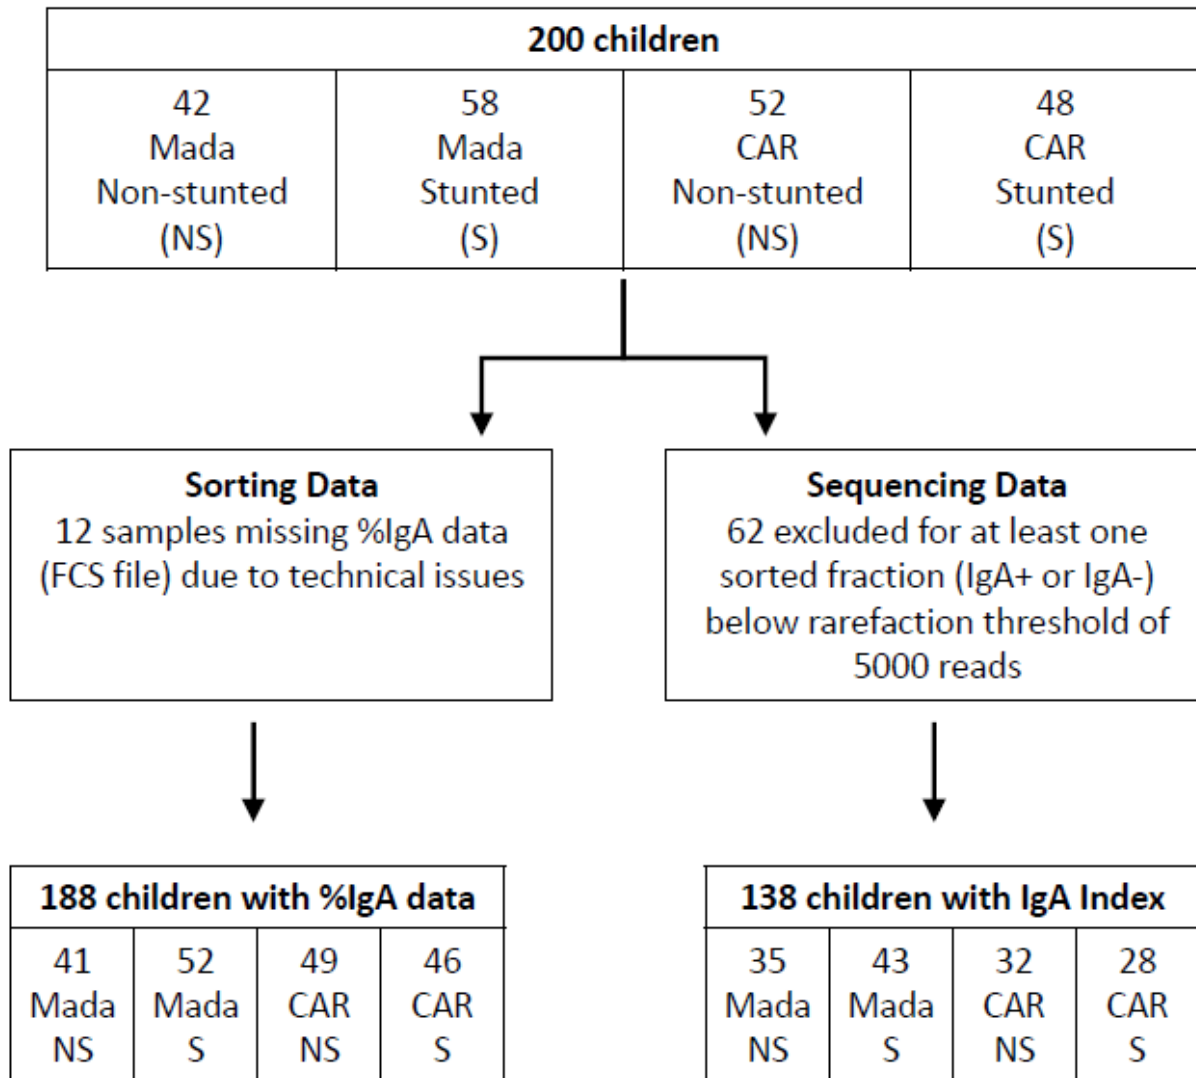 200 children
42
Mada
Non-stunted
(NS)
58
Mada
Stunted
(S)
52
CAR
Non-stunted
(NS)
48
CAR
Stunted
(S)
Sorting Data
12 samples missing %IgA data
(FCS file) due to technical issues
Sequencing Data
62 excluded for at least one
sorted fraction (IgA+ or IgA-)
below rarefaction threshold of
5000 reads
188 children with %IgA data
41
Mada
NS
52
Mada
S
49
CAR
NS
46
CAR
S
138 children with IgA Index
35
Mada
NS
43
Mada
S
32
CAR
NS
28
CAR
S